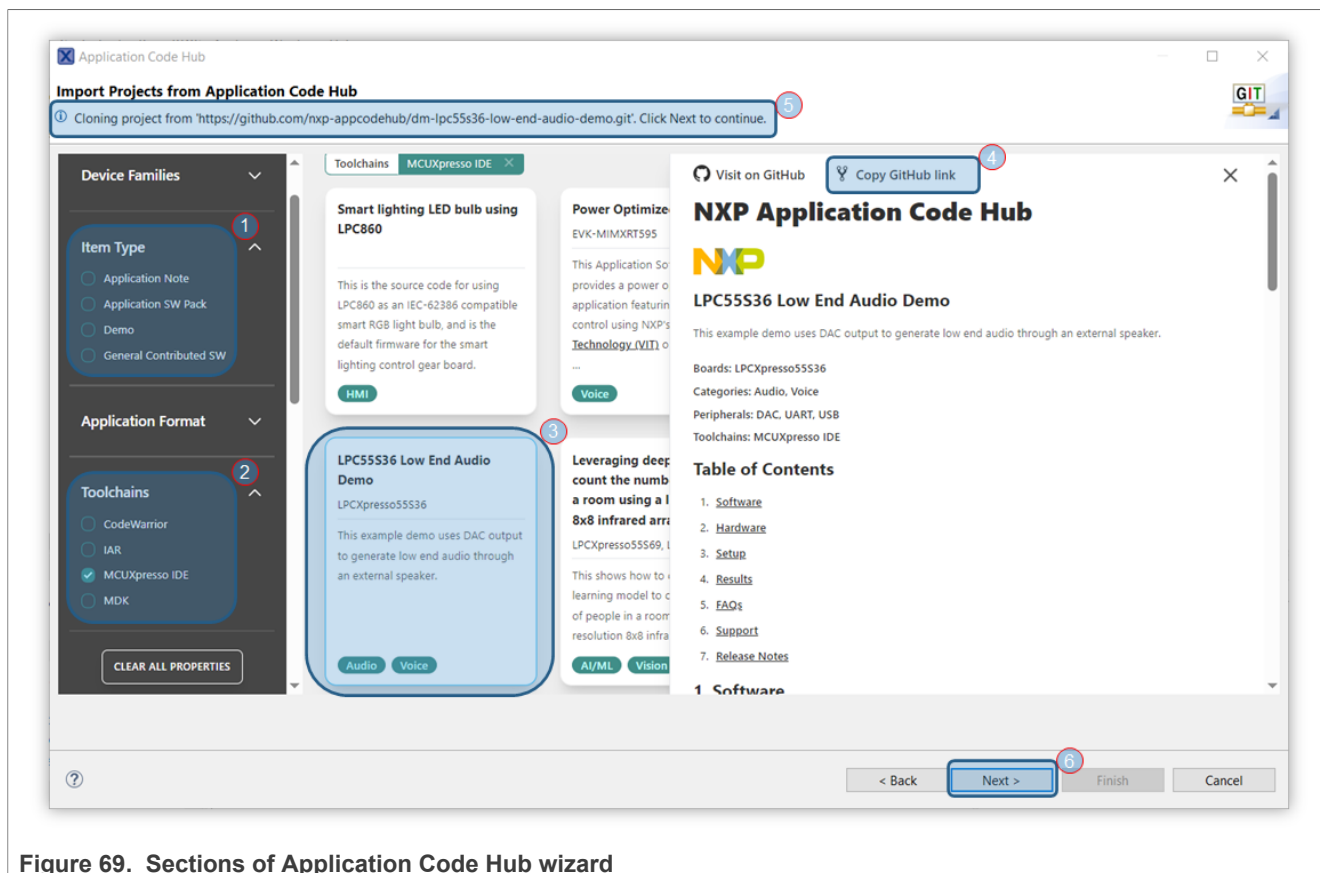 Application Code Hub
Import Projects from Application Code Hub
Cloning project from 'https://github.com/nxp-appcodehub/dm-lpc55s36-low-end-audio-demo.git'. Click Next to continue.
5
GIT
Device Families
1
Item Type
Application Note
Application SW Pack
Demo
General Contributed SW
Application Format
2
Toolchains
CodeWarrior
IAR
MCUXpresso IDE
MDK
CLEAR ALL PROPERTIES
Toolchains MCUXpresso IDE
Smart lighting LED bulb using
LPC860
This is the source code for using
LPC860 as an IEC-62386 compatible
smart RGB light bulb, and is the
default firmware for the smart
lighting control gear board.
HMI
3
LPC55S36 Low End Audio
Demo
LPCXpresso55S36
This example demo uses DAC output
to generate low end audio through
an external speaker.
Audio Voice
Power Optimize
EVK-MIMXRT595
This Application So
provides a power o
application featurin
control using NXP's
Technology (VIT) o
...
Voice
Leveraging deep
count the numb
a room using a l
8x8 infrared arra
LPCXpresso55S69, L
This shows how to
learning model to c
of people in a room
resolution 8x8 infra
AI/ML Vision
Visit on GitHub
Copy GitHub link
4
NXP Application Code Hub
NXP
LPC55S36 Low End Audio Demo
This example demo uses DAC output to generate low end audio through an external speaker.
Boards: LPCXpresso55S36
Categories: Audio, Voice
Peripherals: DAC, UART, USB
Toolchains: MCUXpresso IDE
Table of Contents
1. Software
2. Hardware
3. Setup
4. Results
5. FAQs
6. Support
7. Release Notes
1. Software
6
< Back
Next >
Finish
Cancel
Figure 69. Sections of Application Code Hub wizard